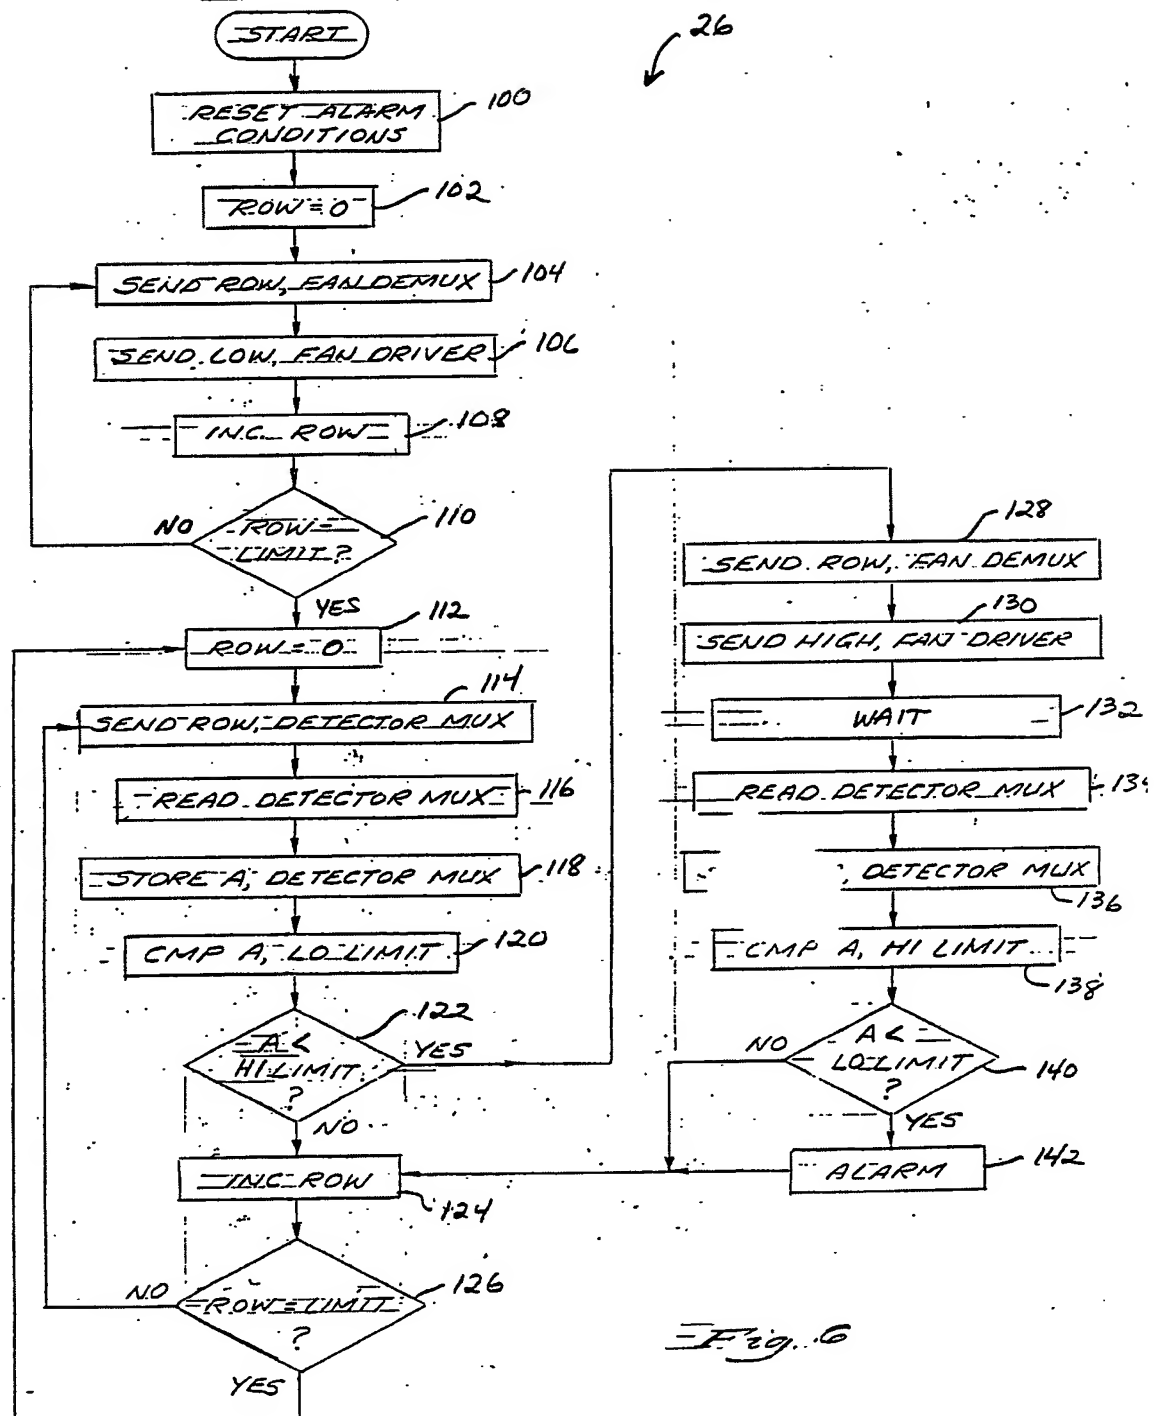 START
26
RESET ALARM
CONDITIONS
100
ROW = 0
102
SEND ROW, FAN DEMUX
104
SEND LOW, FAN DRIVER
106
INC ROW
108
ROW =
LIMIT?
110
NO
YES
ROW = 0
112
SEND ROW, DETECTOR MUX
114
READ DETECTOR MUX
116
STORE A, DETECTOR MUX
118
CMP A, LO LIMIT
120
A <
HI LIMIT
?
122
YES
NO
INC ROW
124
ROW = LIMIT
?
126
NO
YES
SEND ROW, FAN DEMUX
128
SEND HIGH, FAN DRIVER
130
WAIT
132
READ DETECTOR MUX
134
, DETECTOR MUX
136
CMP A, HI LIMIT
138
A <
LO LIMIT
?
140
NO
YES
ALARM
142
Fig. 6